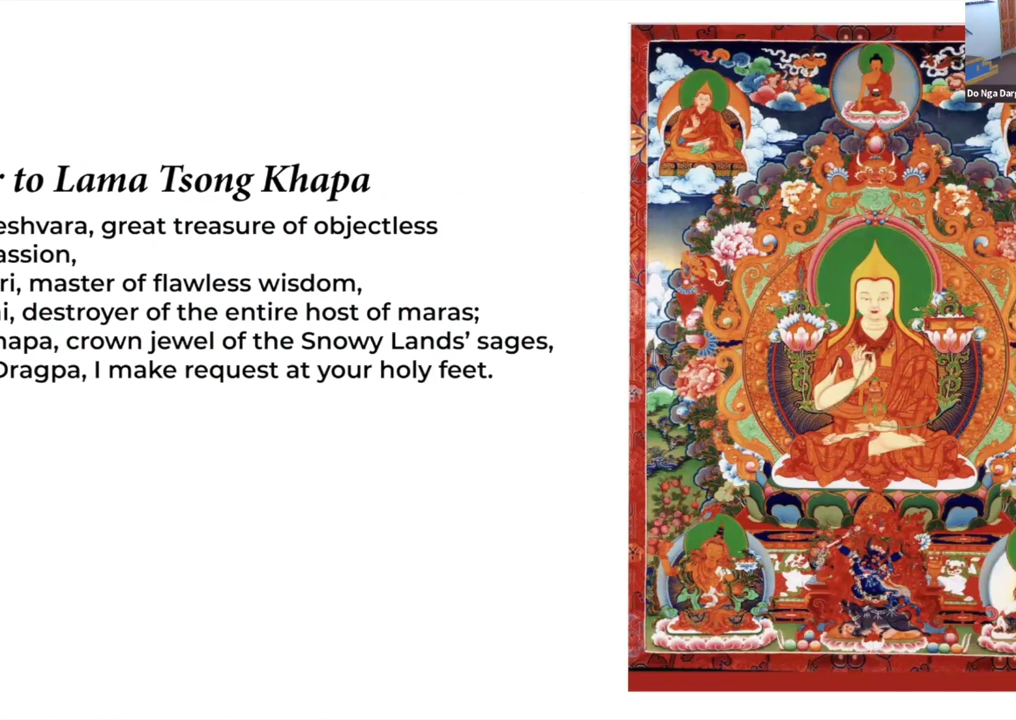 r to Lama Tsong Khapa
eshvara, great treasure of objectless
assion,
ri, master of flawless wisdom,
i, destroyer of the entire host of maras;
hapa, crown jewel of the Snowy Lands’ sages,
Dragpa, I make request at your holy feet.
Do Nga Darg